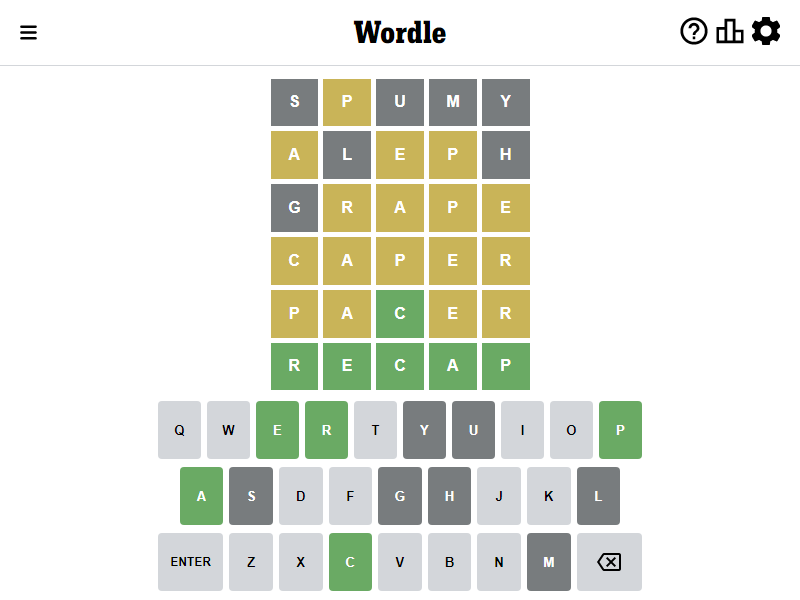 Wordle
S P U M Y
A L E P H
G R A P E
C A P E R
P A C E R
R E C A P
Q W E R T Y U I O P
A S D F G H J K L
ENTER Z X C V B N M